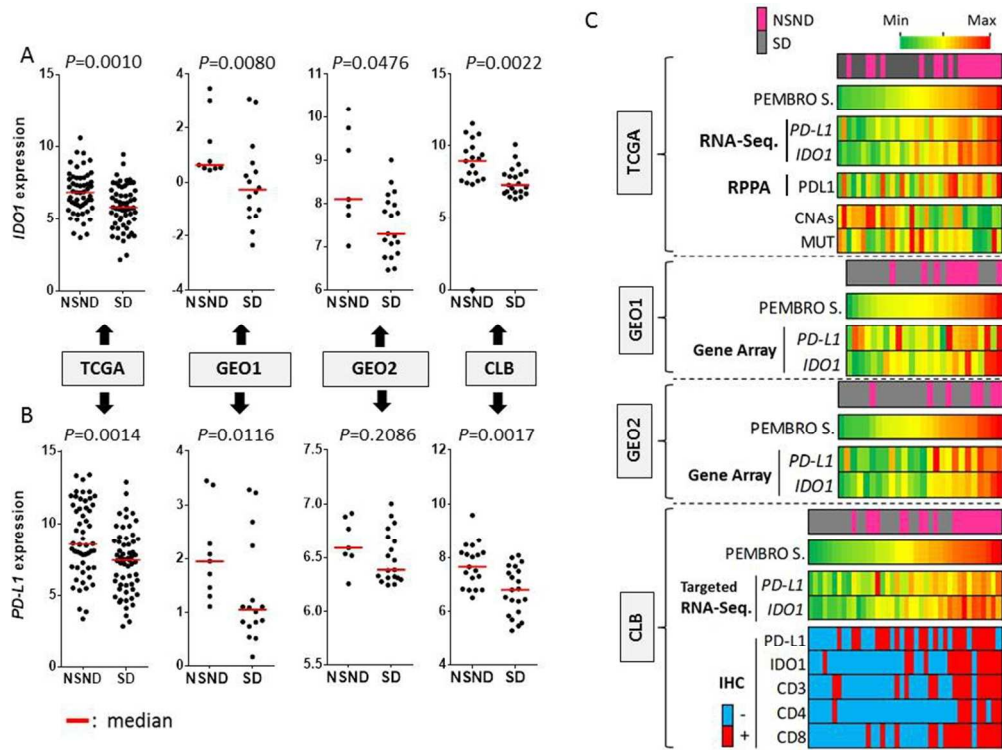 A
P=0.0010 P=0.0080 P=0.0476 P=0.0022
IDO1 expression
15 10 5 0
4 2 0 -2 -4
11 10 9 8 7 6
15 10 5 0
NSND SD NSND SD NSND SD NSND SD
TCGA GEO1 GEO2 CLB
B
P=0.0014 P=0.0116 P=0.2086 P=0.0017
PD-L1 expression
15 10 5 0
4 3 2 1 0
7.5 7.0 6.5 6.0 5.5
12 10 8 6 4
NSND SD NSND SD NSND SD NSND SD
: median
C
NSND
SD
Min Max
TCGA
PEMBRO S.
RNA-Seq. PD-L1
IDO1
RPPA PDL1
CNAs
MUT
GEO1
PEMBRO S.
Gene Array PD-L1
IDO1
GEO2
PEMBRO S.
Gene Array PD-L1
IDO1
CLB
PEMBRO S.
Targeted PD-L1
RNA-Seq. IDO1
PD-L1
IDO1
IHC CD3
- CD4
+ CD8